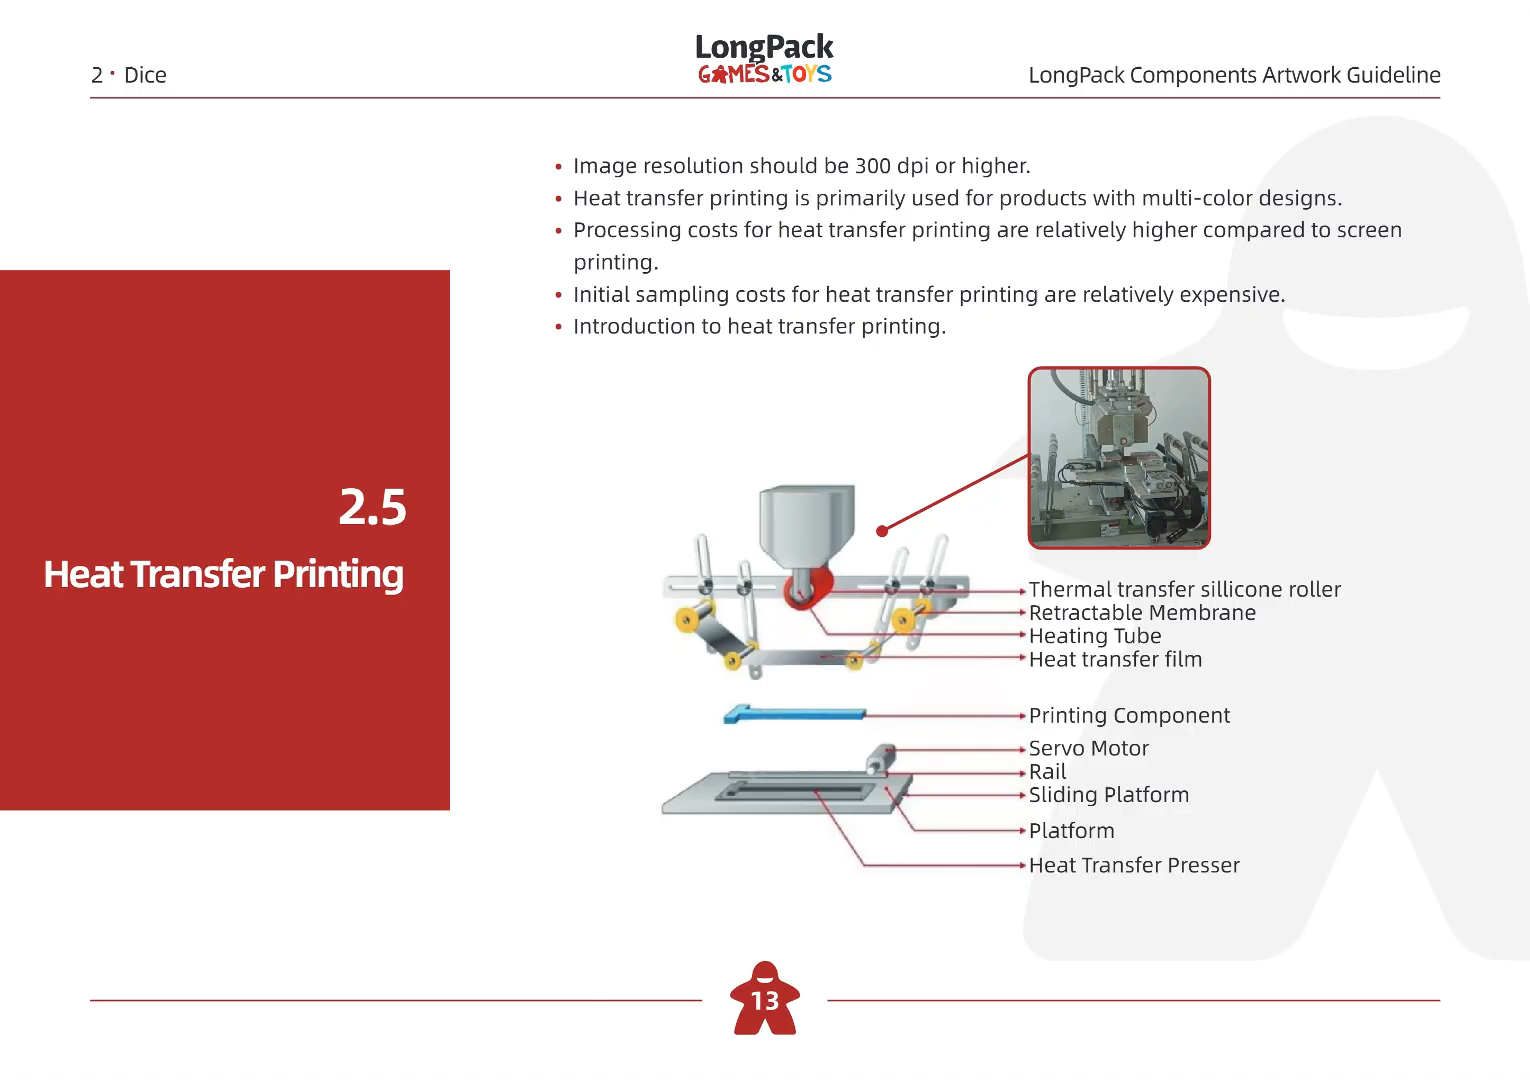 2 • Dice
LongPack
GAMES&TOYS
LongPack Components Artwork Guideline
• Image resolution should be 300 dpi or higher.
• Heat transfer printing is primarily used for products with multi-color designs.
• Processing costs for heat transfer printing are relatively higher compared to screen
printing.
• Initial sampling costs for heat transfer printing are relatively expensive.
• Introduction to heat transfer printing.
2.5
Heat Transfer Printing
Thermal transfer sillicone roller
Retractable Membrane
Heating Tube
Heat transfer film
Printing Component
Servo Motor
Rail
Sliding Platform
Platform
Heat Transfer Presser
13